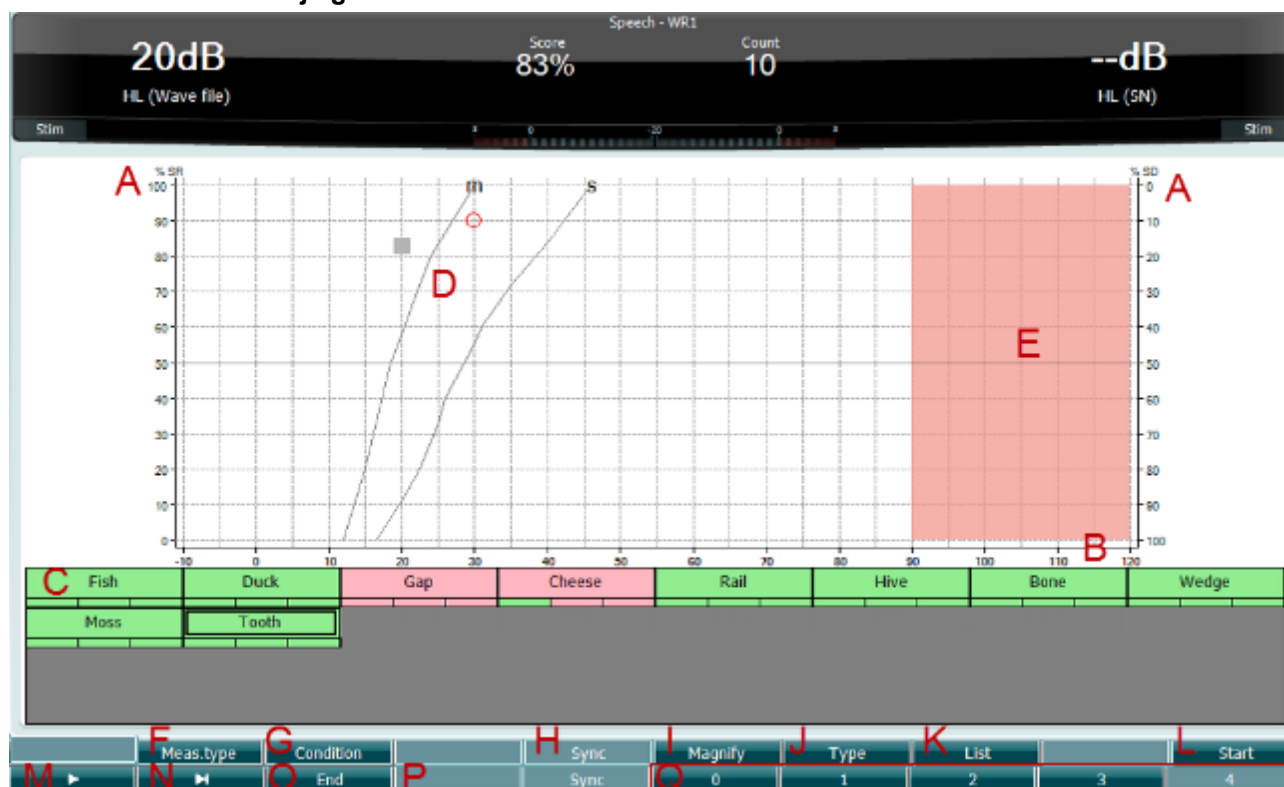 Speech - WR1
20dB Score Count --dB
83% 10
HL (Wave file) HL (SN)
Stim Stim
0 -20 0
A % SR m s % SD A
100 0
90 10
80 20
D
70 30
60 40
E
50 50
40 60
30 70
20 80
10 90
0 100
B
-10 0 10 20 30 40 50 60 70 80 90 100 110 120
C Fish Duck Gap Cheese Rail Hive Bone Wedge
Moss Tooth
F Meas.type G Condition H Sync I Magnify J Type K List L Start
M N O End P Sync Q 0 1 2 3 4